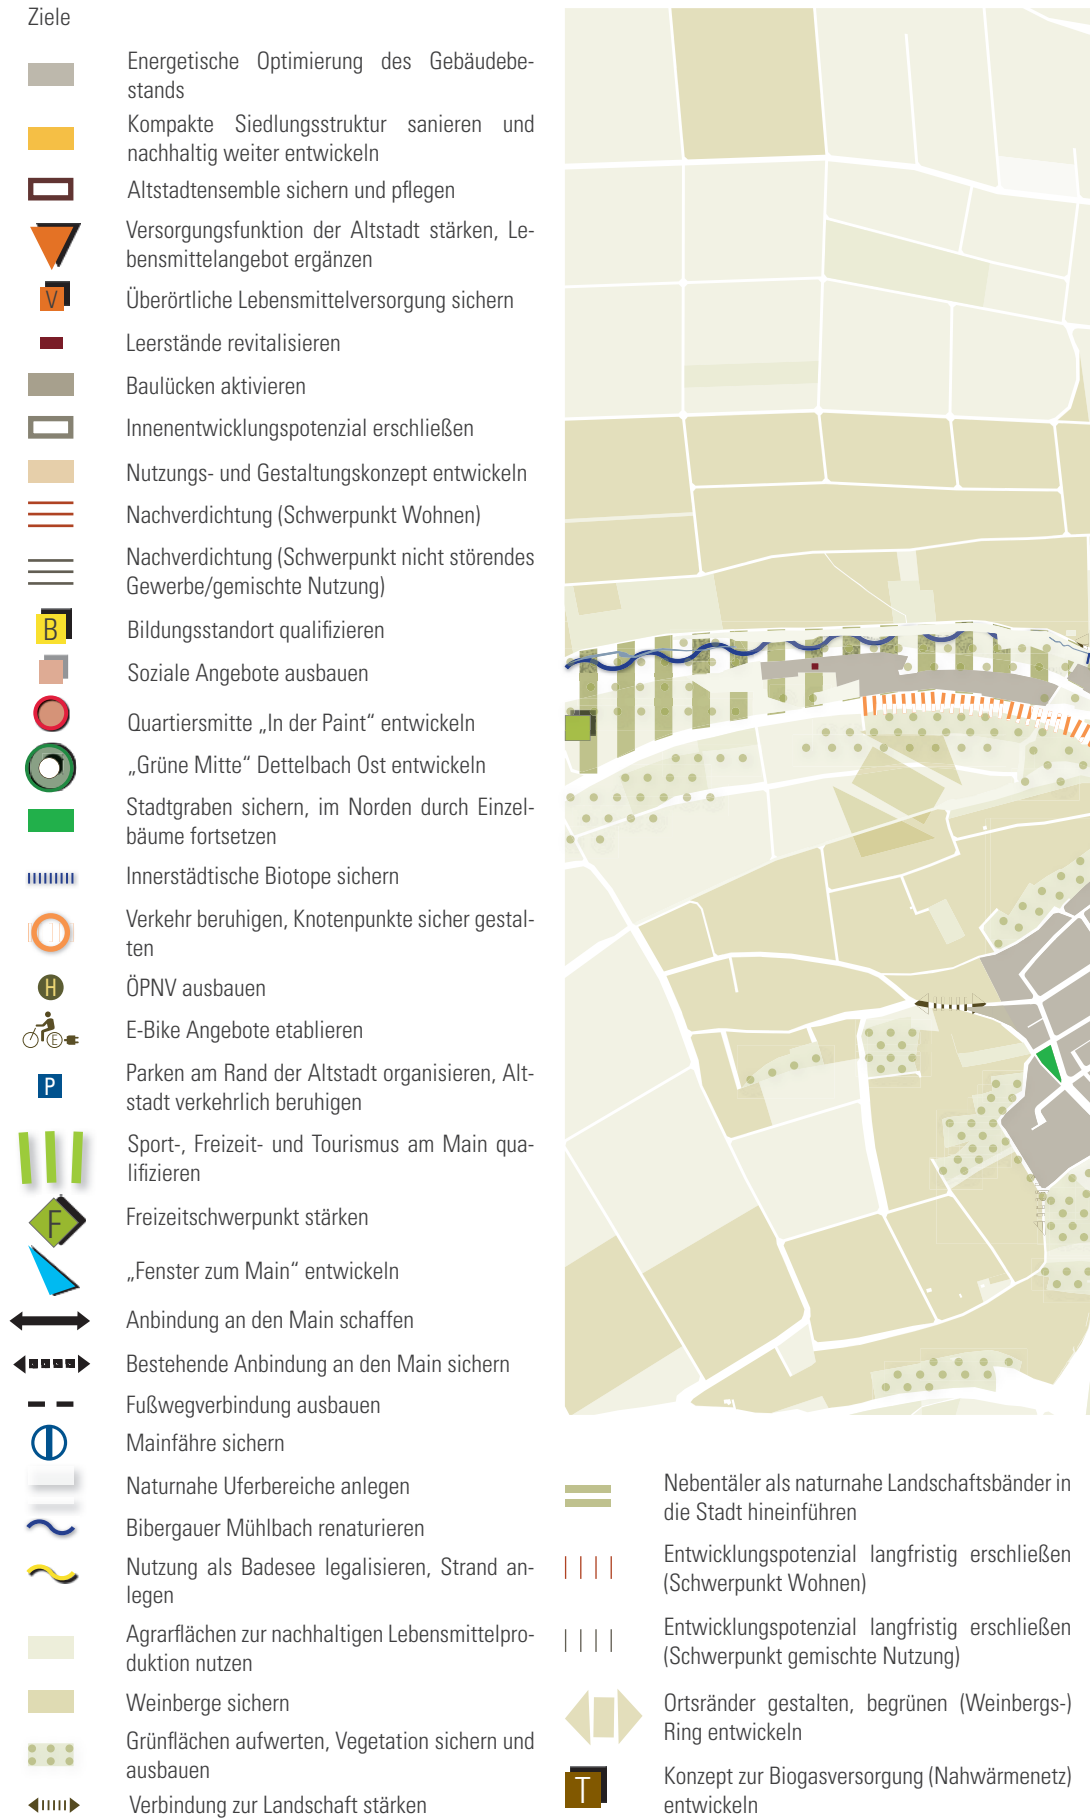 Ziele
Energetische Optimierung des Gebäudebe-
stands
Kompakte Siedlungsstruktur sanieren und
nachhaltig weiter entwickeln
Altstadtensemble sichern und pflegen
Versorgungsfunktion der Altstadt stärken, Le-
bensmittelangebot ergänzen
V
Überörtliche Lebensmittelversorgung sichern
Leerstände revitalisieren
Baulücken aktivieren
Innenentwicklungspotenzial erschließen
Nutzungs- und Gestaltungskonzept entwickeln
Nachverdichtung (Schwerpunkt Wohnen)
Nachverdichtung (Schwerpunkt nicht störendes
Gewerbe/gemischte Nutzung)
B
Bildungsstandort qualifizieren
Soziale Angebote ausbauen
Quartiersmitte „In der Paint“ entwickeln
„Grüne Mitte“ Dettelbach Ost entwickeln
Stadtgraben sichern, im Norden durch Einzel-
bäume fortsetzen
Innerstädtische Biotope sichern
Verkehr beruhigen, Knotenpunkte sicher gestal-
ten
H
ÖPNV ausbauen
E
E-Bike Angebote etablieren
P
Parken am Rand der Altstadt organisieren, Alt-
stadt verkehrlich beruhigen
Sport-, Freizeit- und Tourismus am Main qua-
lifizieren
F
Freizeitschwerpunkt stärken
„Fenster zum Main“ entwickeln
Anbindung an den Main schaffen
Bestehende Anbindung an den Main sichern
Fußwegverbindung ausbauen
Mainfähre sichern
Naturnahe Uferbereiche anlegen
Bibergauer Mühlbach renaturieren
Nutzung als Badesee legalisieren, Strand an-
legen
Agrarflächen zur nachhaltigen Lebensmittelpro-
duktion nutzen
Weinberge sichern
Grünflächen aufwerten, Vegetation sichern und
ausbauen
Verbindung zur Landschaft stärken
Nebentäler als naturnahe Landschaftsbänder in
die Stadt hineinführen
Entwicklungspotenzial langfristig erschließen
(Schwerpunkt Wohnen)
Entwicklungspotenzial langfristig erschließen
(Schwerpunkt gemischte Nutzung)
Ortsränder gestalten, begrünen (Weinbergs-)
Ring entwickeln
T
Konzept zur Biogasversorgung (Nahwärmenetz)
entwickeln